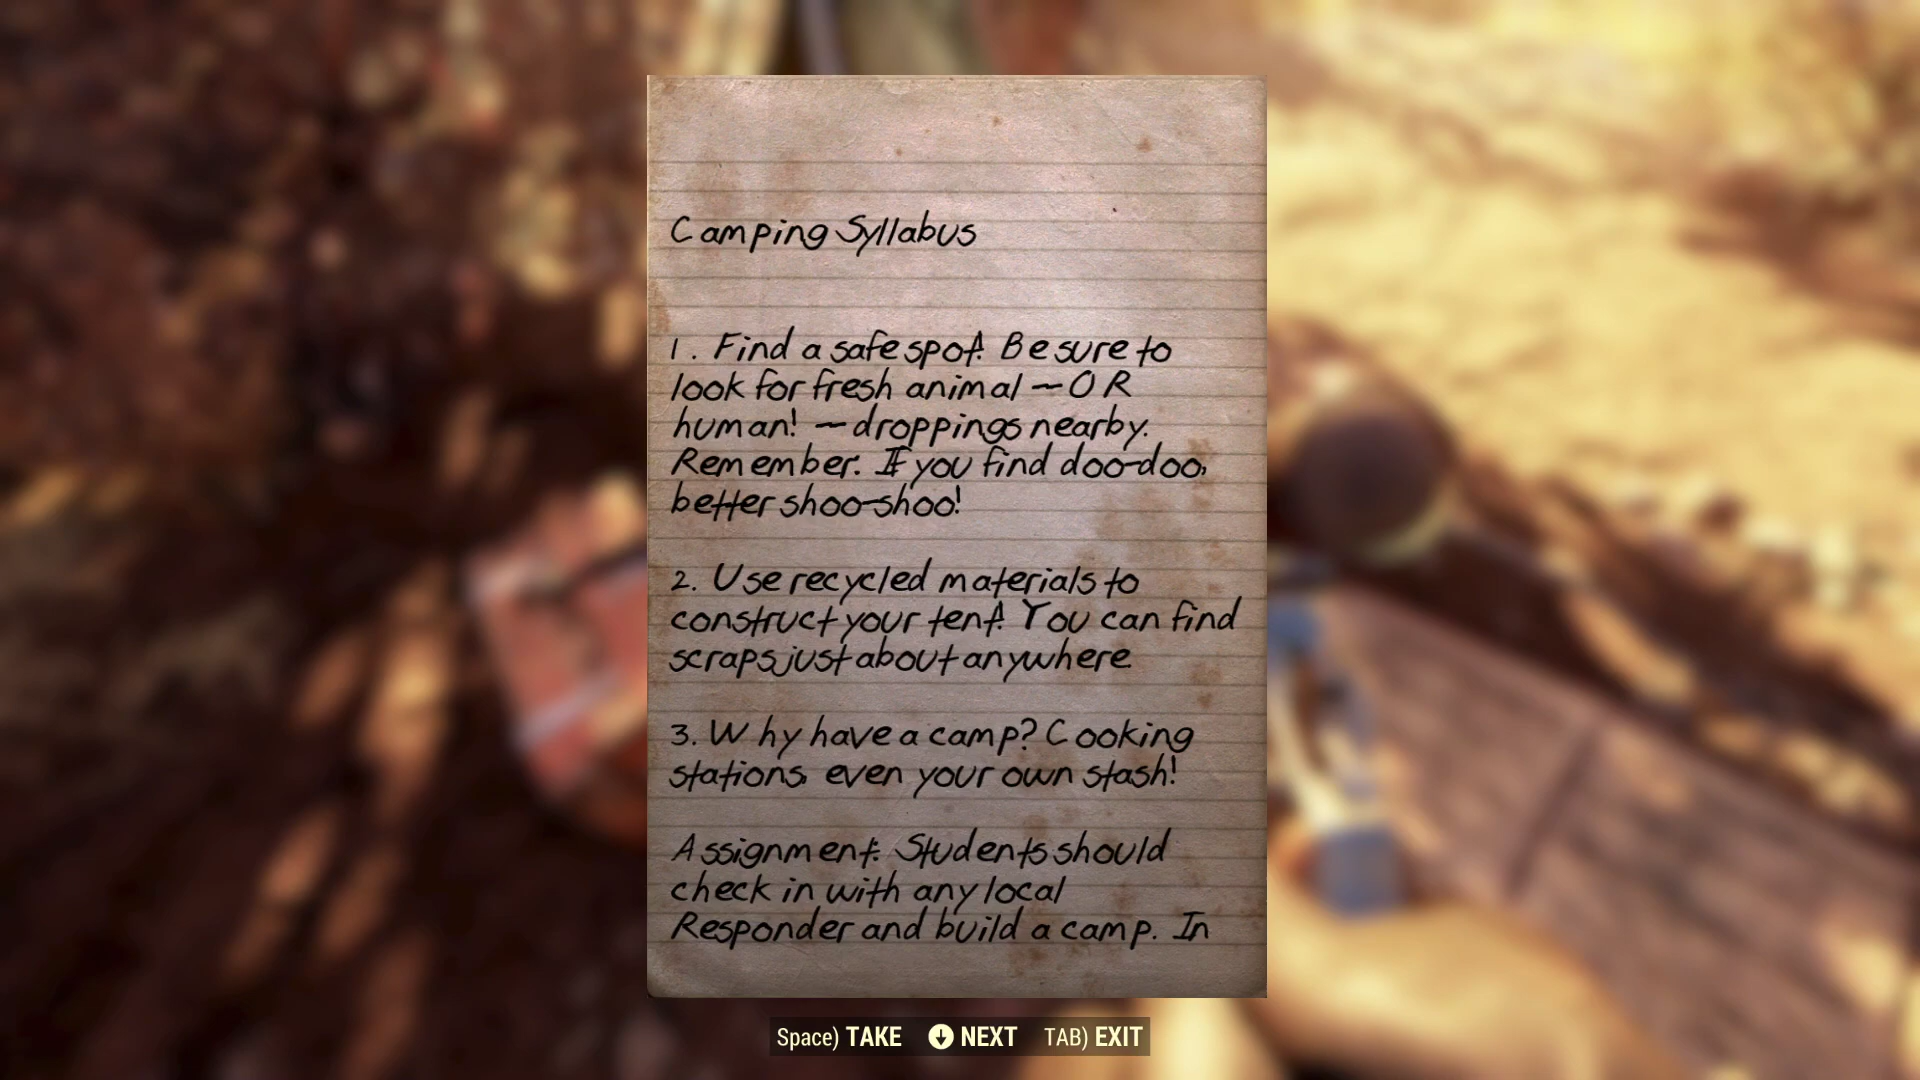 Camping Syllabus
1. Find a safe spot! Be sure to
look for fresh animal - OR
human! - droppings nearby.
Remember: If you find doo-doo,
better shoo-shoo!
2. Use recycled materials to
construct your tent! You can find
scraps just about anywhere.
3. Why have a camp? Cooking
stations, even your own stash!
Assignment: Students should
check in with any local
Responder and build a camp. In
Space) TAKE NEXT TAB) EXIT